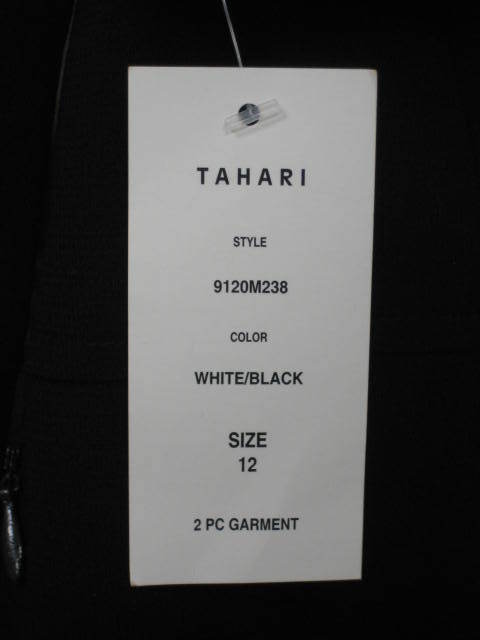 TAHARI
STYLE
9120M238
COLOR
WHITE/BLACK
SIZE
12
2 PC GARMENT